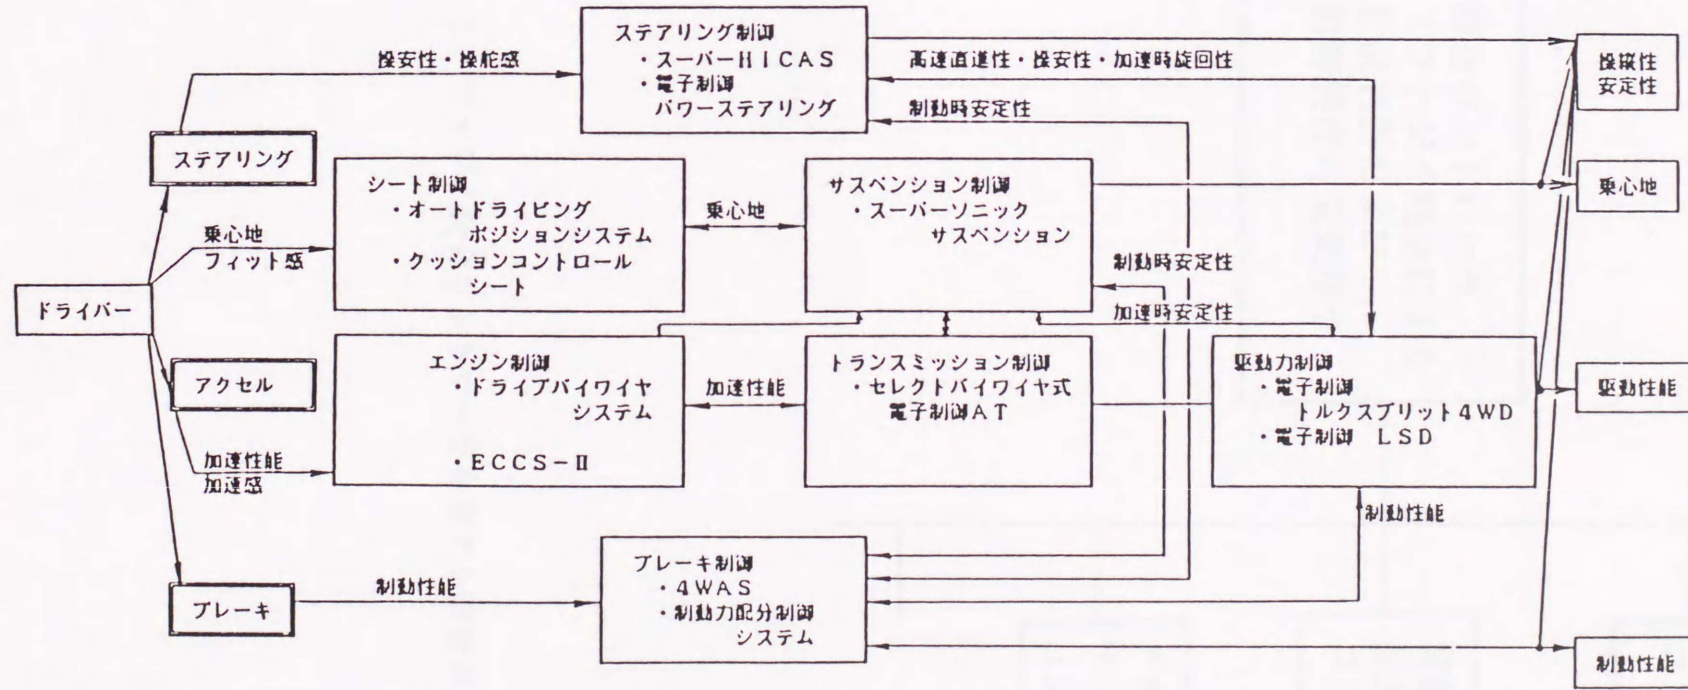 ステアリング制御
・スーパーHICAS
・電子制御
パワーステアリング
操安性・操舵感
高速直進性・操安性・加速時旋回性
制動時安定性
操縦性
安定性
ステアリング
シート制御
・オートドライビング
ポジションシステム
・クッションコントロール
シート
乗心地
サスペンション制御
・スーパーソニック
サスペンション
乗心地
乗心地
フィット感
制動時安定性
加速時安定性
ドライバー
アクセル
エンジン制御
・ドライブバイワイヤ
システム
・ECCS-II
加速性能
トランスミッション制御
・セレクトバイワイヤ式
電子制御AT
駆動力制御
・電子制御
トルクスプリット4WD
・電子制御 LSD
駆動性能
加速性能
加速感
制動性能
ブレーキ
制動性能
ブレーキ制御
・4WAS
・制動力配分制御
システム
制動性能